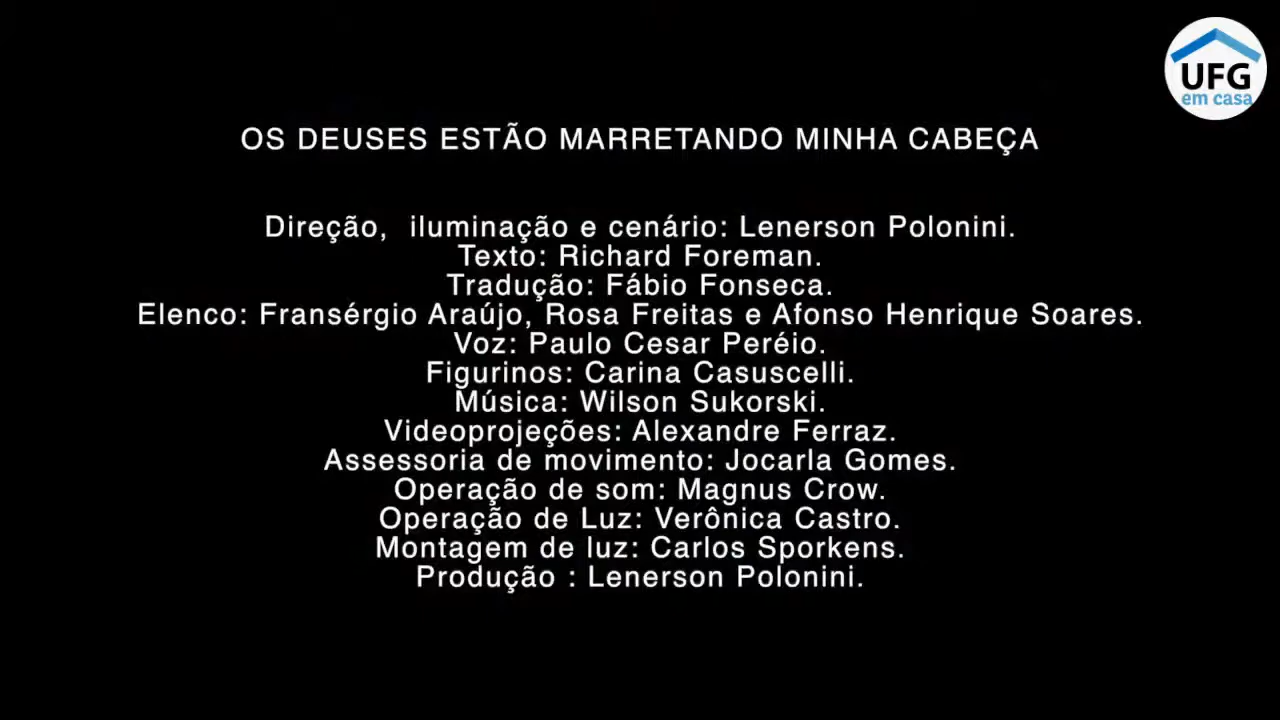 UFG
em casa
OS DEUSES ESTÃO MARRETANDO MINHA CABEÇA
Direção,  iluminação e cenário: Lenerson Polonini.
Texto: Richard Foreman.
Tradução: Fábio Fonseca.
Elenco: Fransérgio Araújo, Rosa Freitas e Afonso Henrique Soares.
Voz: Paulo Cesar Peréio.
Figurinos: Carina Casuscelli.
Música: Wilson Sukorski.
Videoprojeções: Alexandre Ferraz.
Assessoria de movimento: Jocarla Gomes.
Operação de som: Magnus Crow.
Operação de Luz: Verônica Castro.
Montagem de luz: Carlos Sporkens.
Produção : Lenerson Polonini.